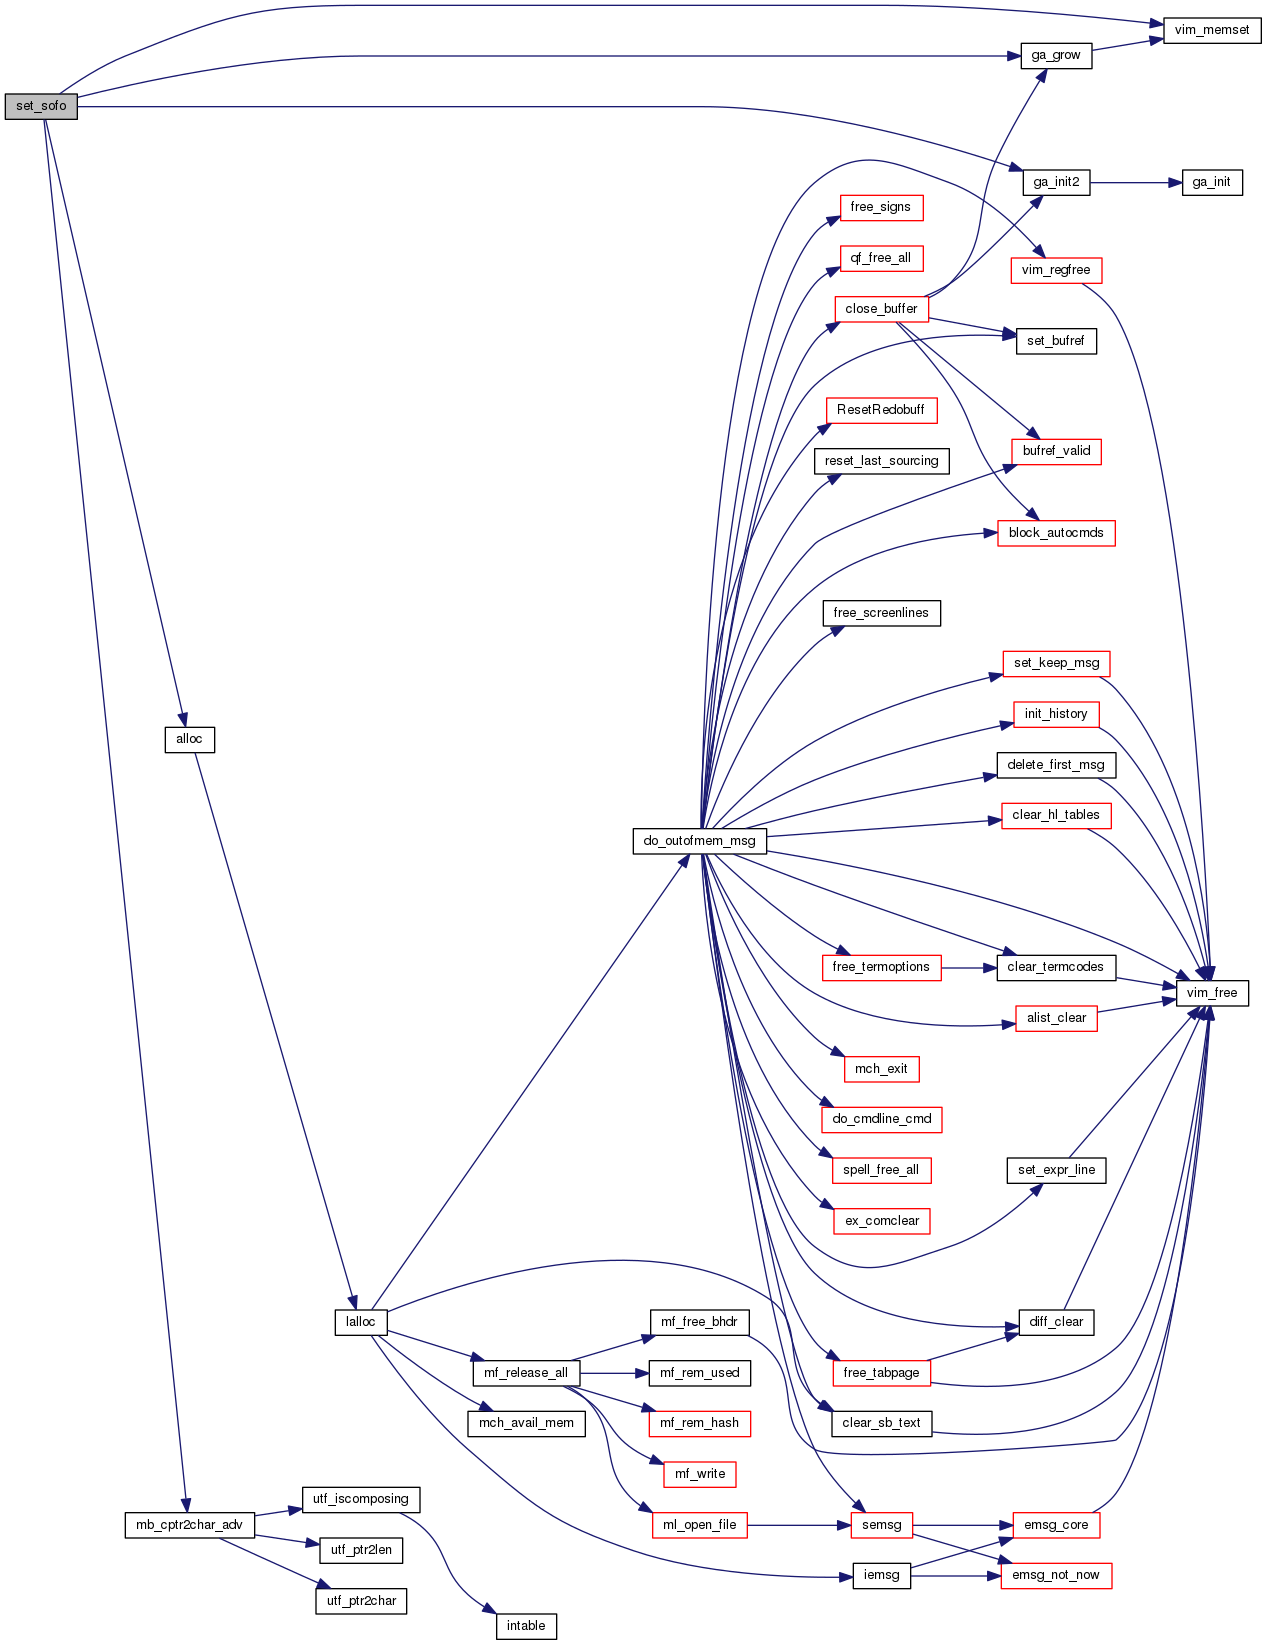 vim_memset
ga_grow
set_sofo
ga_init2
ga_init
free_signs
qf_free_all
vim_regfree
close_buffer
set_bufref
ResetRedobuff
bufref_valid
reset_last_sourcing
block_autocmds
free_screenlines
set_keep_msg
init_history
alloc
delete_first_msg
clear_hl_tables
do_outofmem_msg
free_termoptions
clear_termcodes
vim_free
alist_clear
mch_exit
do_cmdline_cmd
spell_free_all
set_expr_line
ex_comclear
lalloc
mf_free_bhdr
diff_clear
mf_release_all
mf_rem_used
free_tabpage
mch_avail_mem
mf_rem_hash
clear_sb_text
mf_write
utf_iscomposing
mb_cptr2char_adv
ml_open_file
semsg
emsg_core
utf_ptr2len
iemsg
emsg_not_now
utf_ptr2char
intable